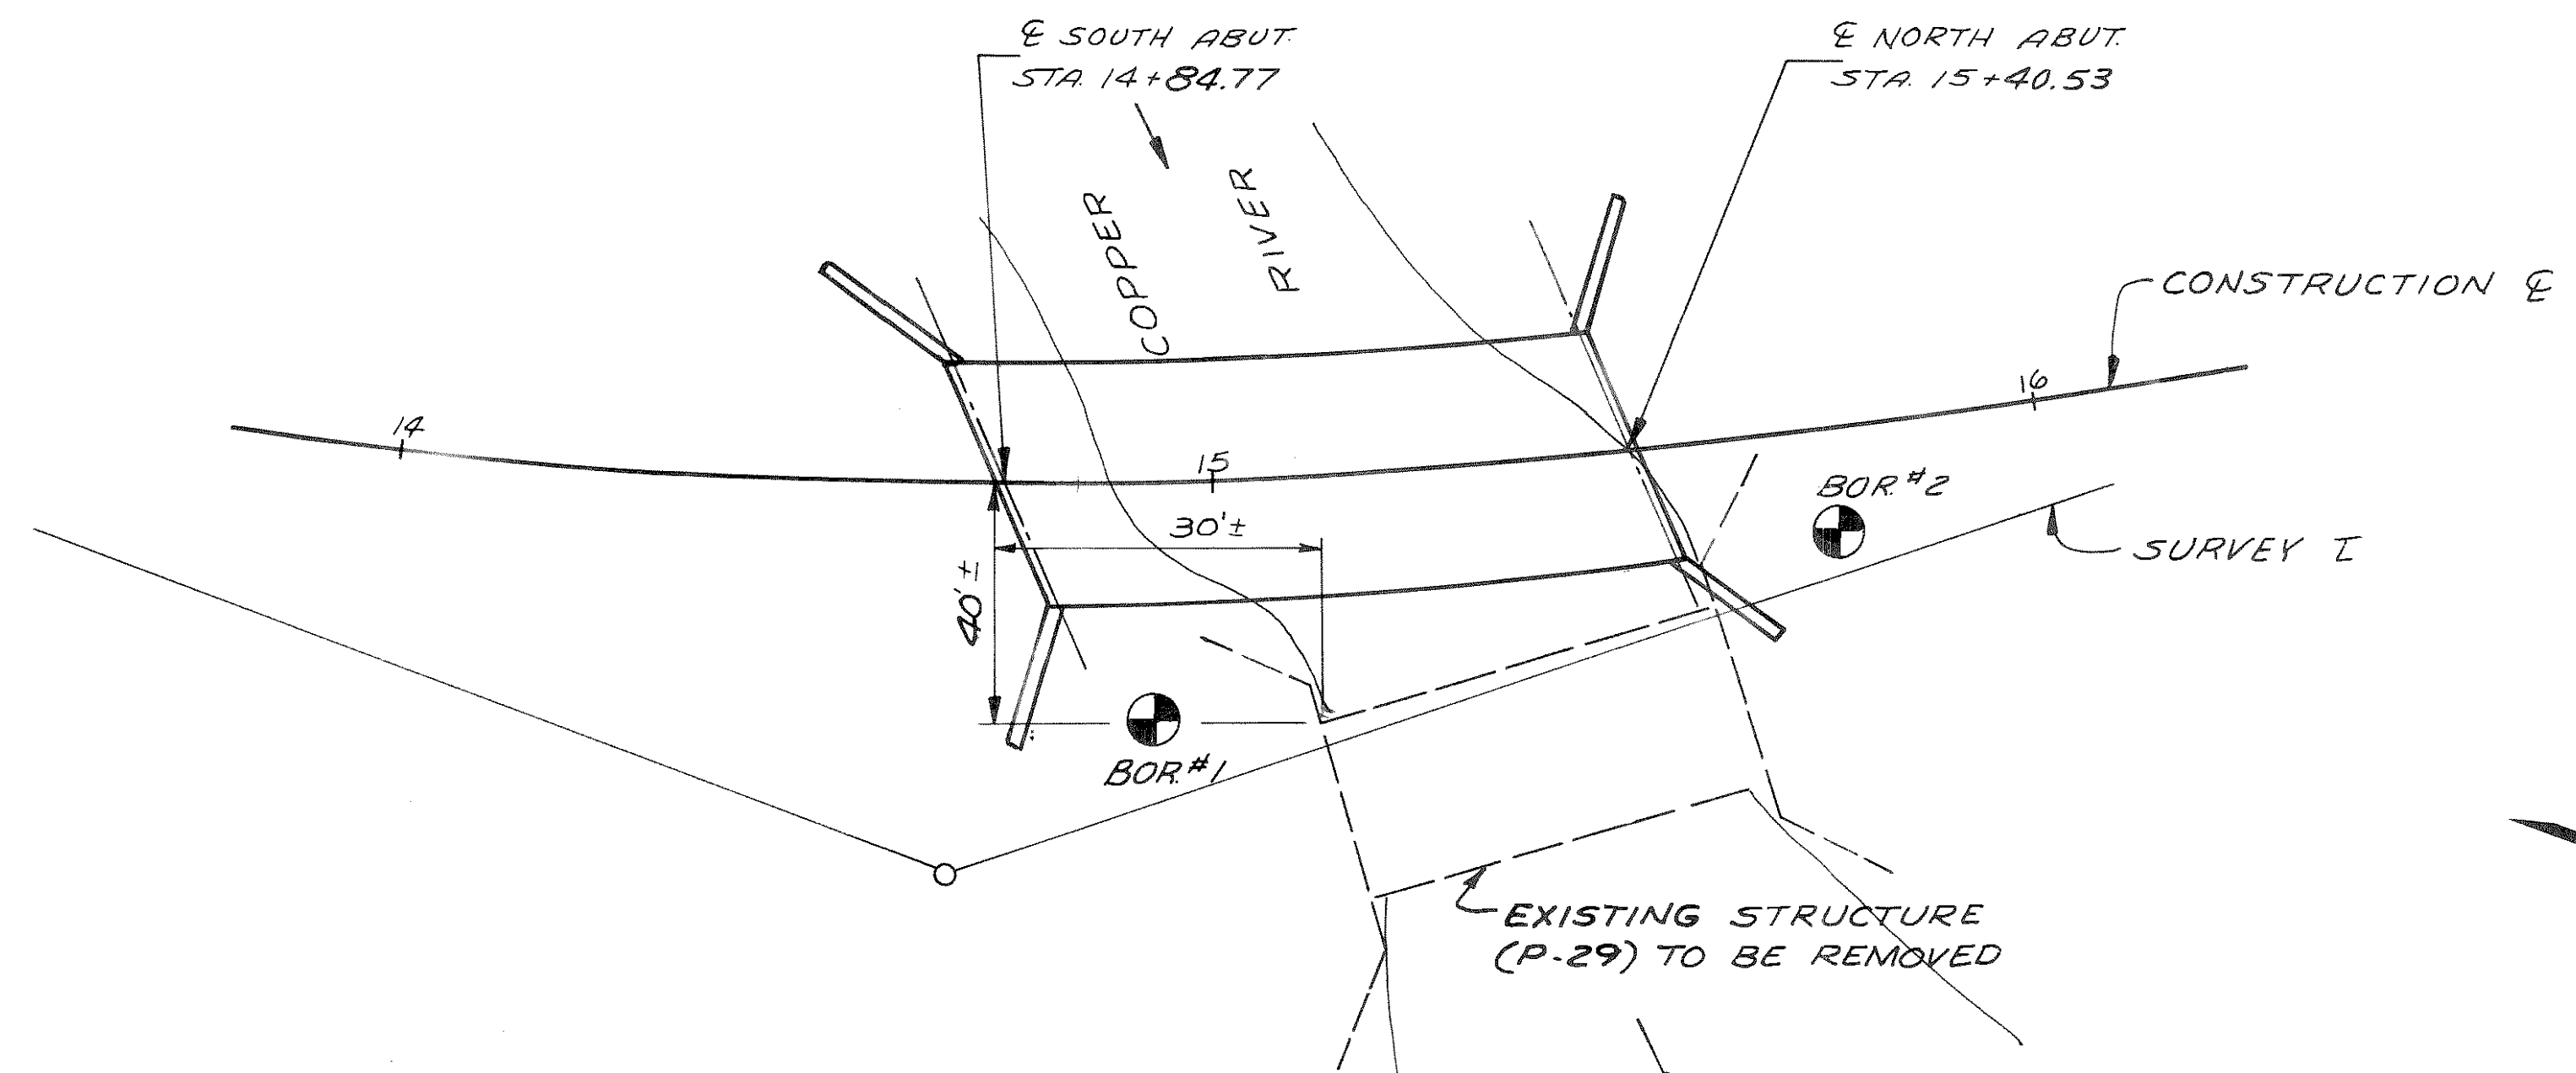 ℄ SOUTH ABUT.
STA. 14+84.77
℄ NORTH ABUT.
STA. 15+40.53
COPPER
RIVER
CONSTRUCTION ℄
14
15
16
30'±
40'±
BOR. #2
SURVEY
BOR. #1
EXISTING STRUCTURE
(P-29) TO BE REMOVED